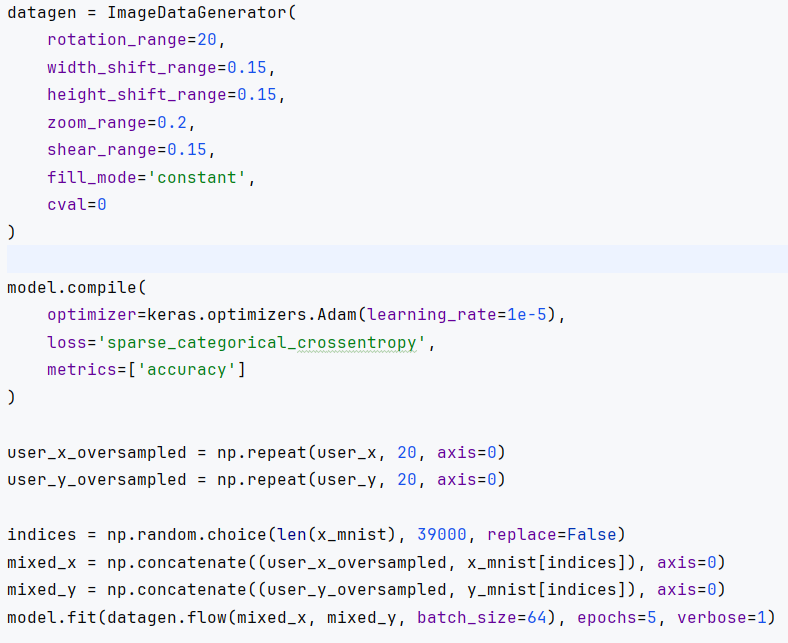 datagen = ImageDataGenerator(
    rotation_range=20,
    width_shift_range=0.15,
    height_shift_range=0.15,
    zoom_range=0.2,
    shear_range=0.15,
    fill_mode='constant',
    cval=0
)
model.compile(
    optimizer=keras.optimizers.Adam(learning_rate=1e-5),
    loss='sparse_categorical_crossentropy',
    metrics=['accuracy']
)
user_x_oversampled = np.repeat(user_x, 20, axis=0)
user_y_oversampled = np.repeat(user_y, 20, axis=0)
indices = np.random.choice(len(x_mnist), 39000, replace=False)
mixed_x = np.concatenate((user_x_oversampled, x_mnist[indices]), axis=0)
mixed_y = np.concatenate((user_y_oversampled, y_mnist[indices]), axis=0)
model.fit(datagen.flow(mixed_x, mixed_y, batch_size=64), epochs=5, verbose=1)